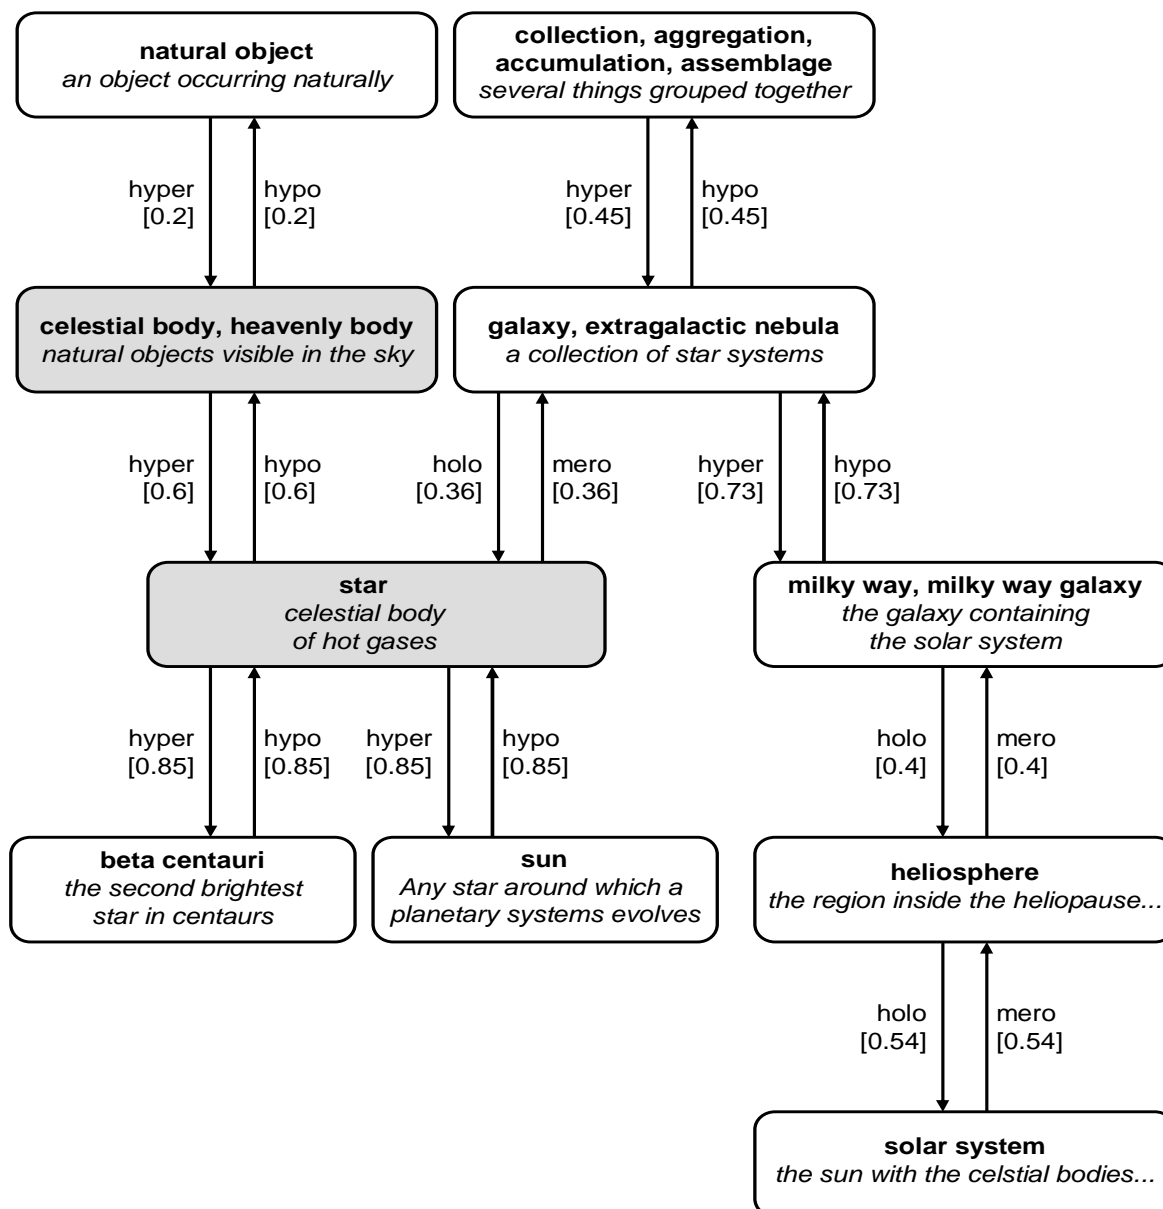 natural object
an object occurring naturally
collection, aggregation,
accumulation, assemblage
several things grouped together
hyper
[0.2]
hypo
[0.2]
hyper
[0.45]
hypo
[0.45]
celestial body, heavenly body
natural objects visible in the sky
galaxy, extragalactic nebula
a collection of star systems
hyper
[0.6]
hypo
[0.6]
holo
[0.36]
mero
[0.36]
hyper
[0.73]
hypo
[0.73]
star
celestial body
of hot gases
milky way, milky way galaxy
the galaxy containing
the solar system
hyper
[0.85]
hypo
[0.85]
hyper
[0.85]
hypo
[0.85]
holo
[0.4]
mero
[0.4]
beta centauri
the second brightest
star in centaurs
sun
Any star around which a
planetary systems evolves
heliosphere
the region inside the heliopause...
holo
[0.54]
mero
[0.54]
solar system
the sun with the celstial bodies...